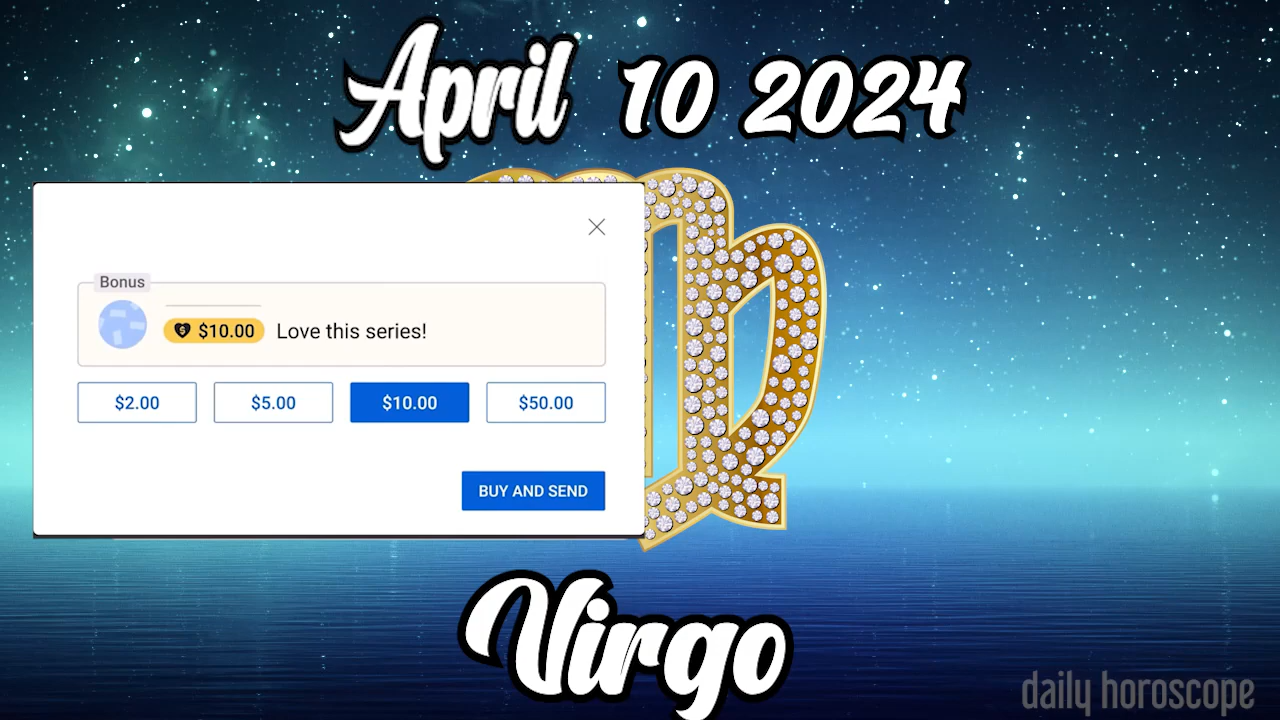 April 10 2024
Bonus
$10.00 Love this series!
$2.00 $5.00 $10.00 $50.00
BUY AND SEND
Virgo
daily horoscope